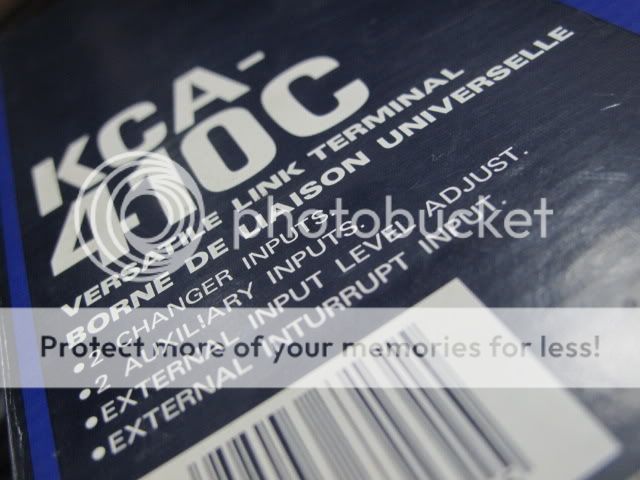 KCA-
410C
VERSATILE LINK TERMINAL
BORNE DE LIAISON UNIVERSELLE
•2 CHANGER INPUTS.
•2 AUXILIARY INPUTS.
•EXTERNAL INPUT LEVEL ADJUST.
•EXTERNAL INTURRUPT INPUT.
photobucket
Protect more of your memories for less!